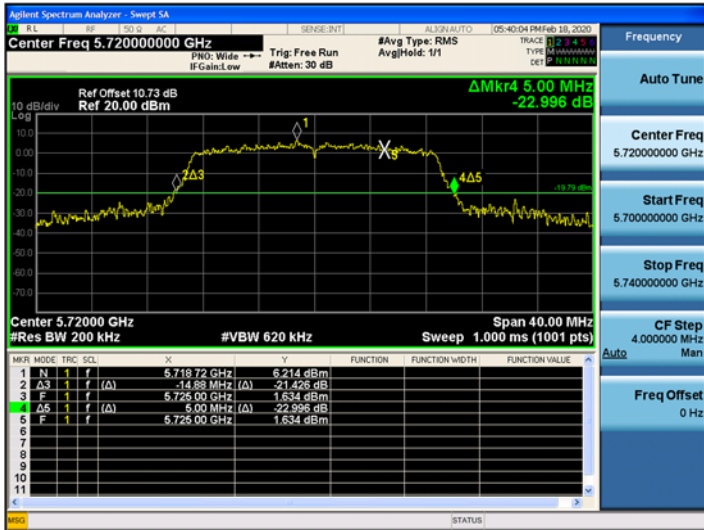 Agilent Spectrum Analyzer - Swept SA
RL RF 50 Ω AC SENSE:INT ALIGN AUTO 05:40:04 PM Feb 18, 2020
Center Freq 5.720000000 GHz
#Avg Type: RMS
TRACE 1 2 3 4 5 6
PNO: Wide
Trig: Free Run
Avg|Hold: 1/1
TYPE
IFGain:Low
#Atten: 30 dB
DET P N N N N N
ΔMkr4 5.00 MHz
-22.996 dB
Ref Offset 10.73 dB
10 dB/div Ref 20.00 dBm
Log
10.0
0.00
-10.0
-20.0
-30.0
-40.0
-50.0
-60.0
-70.0
1
2Δ3
5
4Δ5
-19.79 dBm
Center 5.72000 GHz Span 40.00 MHz
#Res BW 200 kHz #VBW 620 kHz Sweep 1.000 ms (1001 pts)
MKR MODE TRC SCL X Y FUNCTION FUNCTION WIDTH FUNCTION VALUE
1 N 1 f 5.718 72 GHz 6.214 dBm
2 Δ3 1 f (Δ) -14.88 MHz (Δ) -21.426 dB
3 F 1 f 5.725 00 GHz 1.634 dBm
4 Δ5 1 f (Δ) 5.00 MHz (Δ) -22.996 dB
5 F 1 f 5.725 00 GHz 1.634 dBm
6
7
8
9
10
11
MSG STATUS
Frequency
Auto Tune
Center Freq
5.720000000 GHz
Start Freq
5.700000000 GHz
Stop Freq
5.740000000 GHz
CF Step
4.000000 MHz
Auto Man
Freq Offset
0 Hz